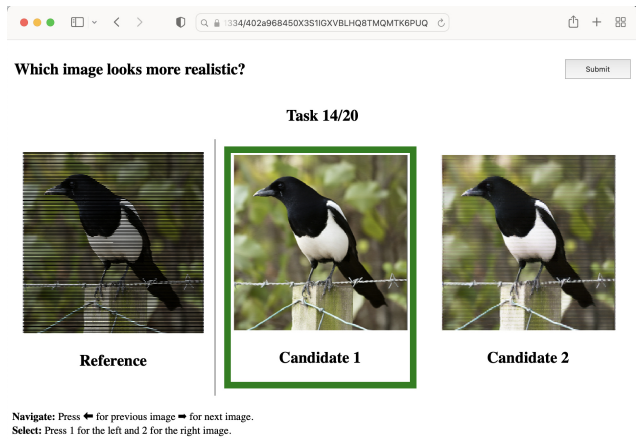 1334/402a968450X3S1IGXVBLHQ8TMQMTK6PUQ
Which image looks more realistic?
Submit
Task 14/20
Reference
Candidate 1
Candidate 2
Navigate: Press ⬅ for previous image ➡ for next image.
Select: Press 1 for the left and 2 for the right image.